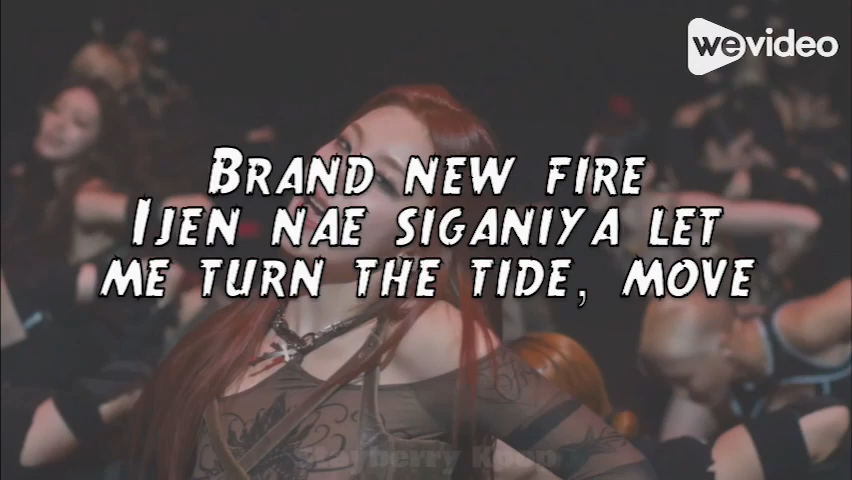 wevideo
Brand new fire
Ijen nae siganiya let
me turn the tide, move